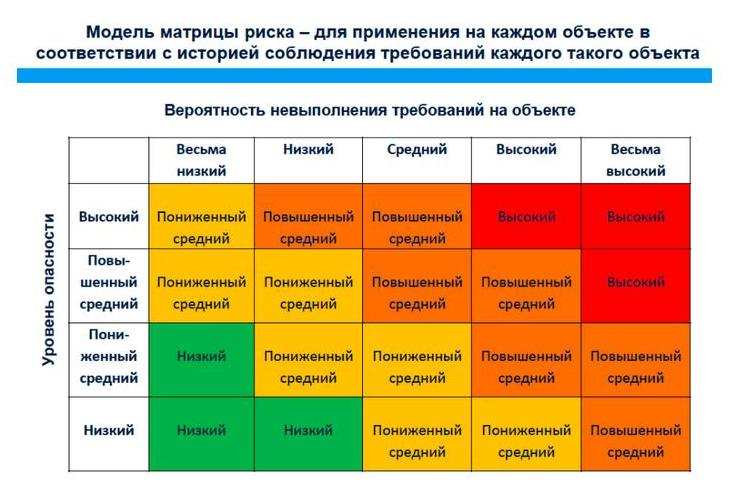 Модель матрицы риска – для применения на каждом объекте в
соответствии с историей соблюдения требований каждого такого объекта
Вероятность невыполнения требований на объекте
Уровень опасности
Весьма
низкий
Низкий
Средний
Высокий
Весьма
высокий
Высокий
Пониженный
средний
Повышенный
средний
Повышенный
средний
Высокий
Высокий
Повы-
шенный
средний
Пониженный
средний
Пониженный
средний
Повышенный
средний
Повышенный
средний
Высокий
Пони-
женный
средний
Низкий
Пониженный
средний
Пониженный
средний
Повышенный
средний
Повышенный
средний
Низкий
Низкий
Низкий
Пониженный
средний
Пониженный
средний
Повышенный
средний